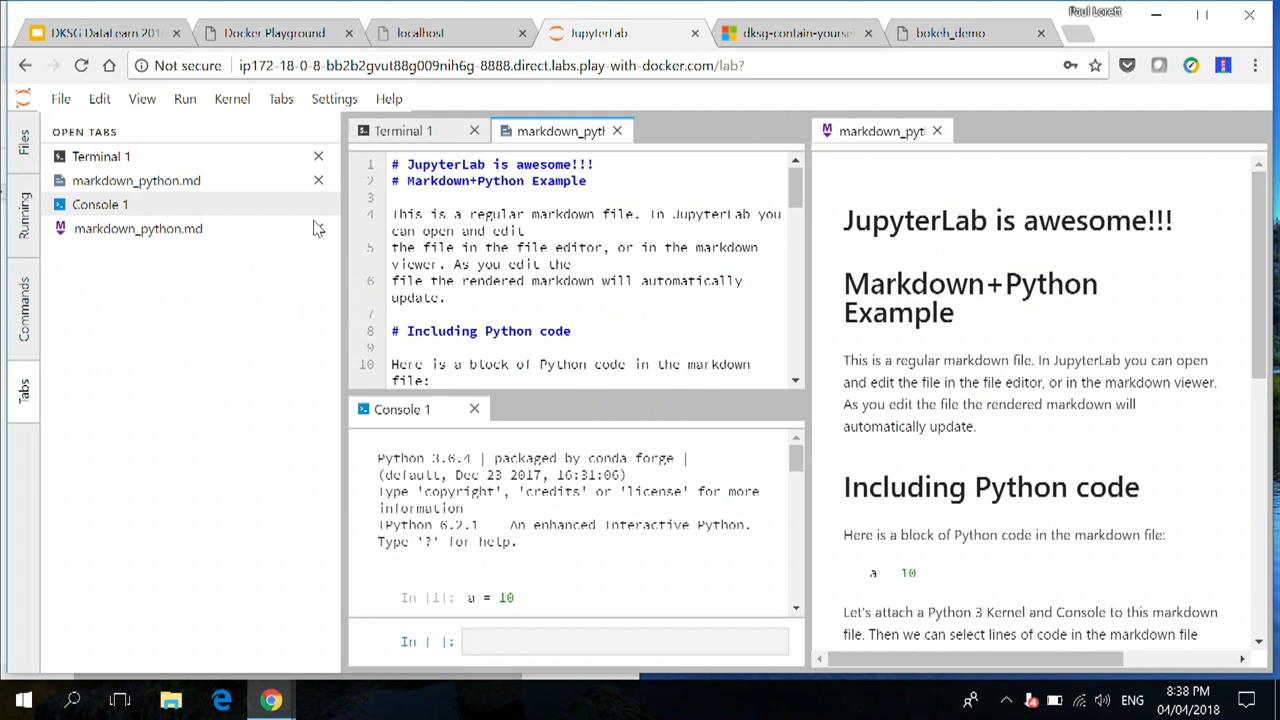 Paul Lorett
DKSG DataLearn 201
Docker Playground
localhost
JupyterLab
dksg-contain-yourse
bokeh_demo
Not secure
ip172-18-0-8-bb2b2gvut88g009nih6g-8888.direct.labs.play-with-docker.com/lab?
File Edit View Run Kernel Tabs Settings Help
Files
Running
Commands
Tabs
OPEN TABS
Terminal 1
markdown_python.md
Console 1
markdown_python.md
Terminal 1
markdown_pytl
1 # JupyterLab is awesome!!!
2 # Markdown+Python Example
3
4 This is a regular markdown file. In JupyterLab you
can open and edit
5 the file in the file editor, or in the markdown
viewer. As you edit the
6 file the rendered markdown will automatically
update.
7
8 # Including Python code
9
10 Here is a block of Python code in the markdown
file:
Console 1
Python 3.6.4 | packaged by conda forge |
(default, Dec 23 2017, 16:31:06)
Type 'copyright', 'credits' or 'license' for more
information
IPython 6.2.1 An enhanced Interactive Python.
Type '?' for help.
In [1]: a = 10
In [ ]:
markdown_pytl
JupyterLab is awesome!!!
Markdown+Python
Example
This is a regular markdown file. In JupyterLab you can open
and edit the file in the file editor, or in the markdown viewer.
As you edit the file the rendered markdown will
automatically update.
Including Python code
Here is a block of Python code in the markdown file:
a 10
Let's attach a Python 3 Kernel and Console to this markdown
file. Then we can select lines of code in the markdown file
ENG
8:38 PM
04/04/2018